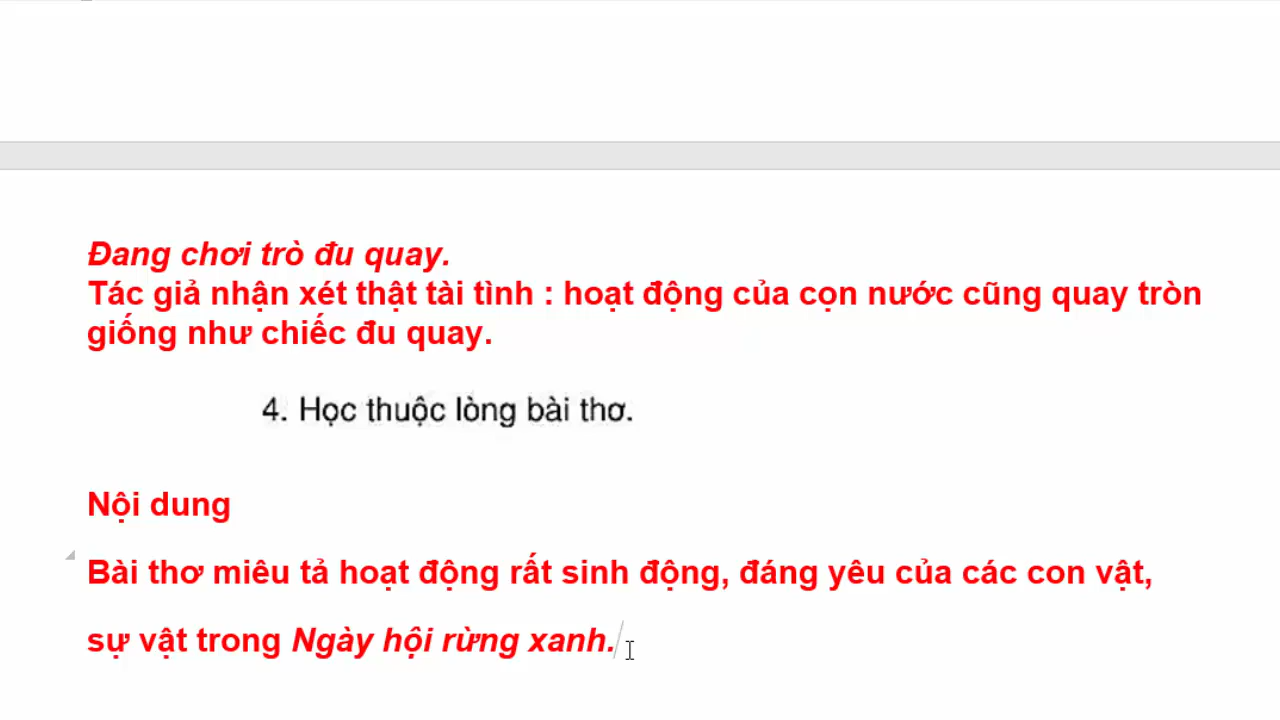 Đang chơi trò đu quay.
Tác giả nhận xét thật tài tình : hoạt động của cọn nước cũng quay tròn
giống như chiếc đu quay.
4. Học thuộc lòng bài thơ.
Nội dung
Bài thơ miêu tả hoạt động rất sinh động, đáng yêu của các con vật,
sự vật trong Ngày hội rừng xanh.